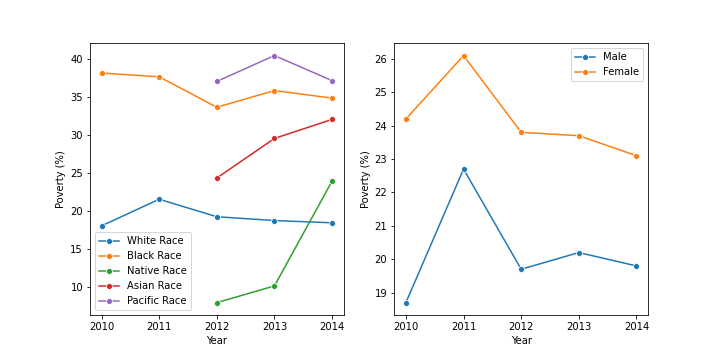 Poverty (%)
40
35
30
25
20
15
10
White Race
Black Race
Native Race
Asian Race
Pacific Race
2010 2011 2012 2013 2014
Year
Poverty (%)
26
25
24
23
22
21
20
19
Male
Female
2010 2011 2012 2013 2014
Year